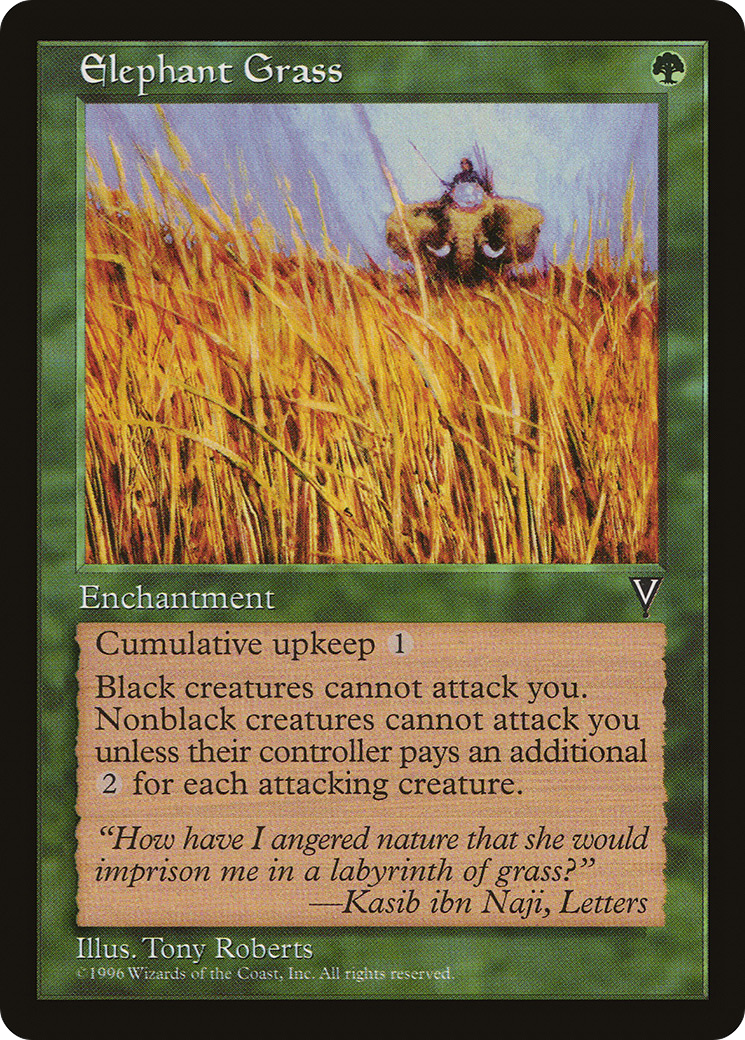 Elephant Grass
Enchantment
V
Cumulative upkeep 1
Black creatures cannot attack you.
Nonblack creatures cannot attack you
unless their controller pays an additional
2 for each attacking creature.
“How have I angered nature that she would
imprison me in a labyrinth of grass?”
—Kasib ibn Naji, Letters
Illus. Tony Roberts
©1996 Wizards of the Coast, Inc. All rights reserved.